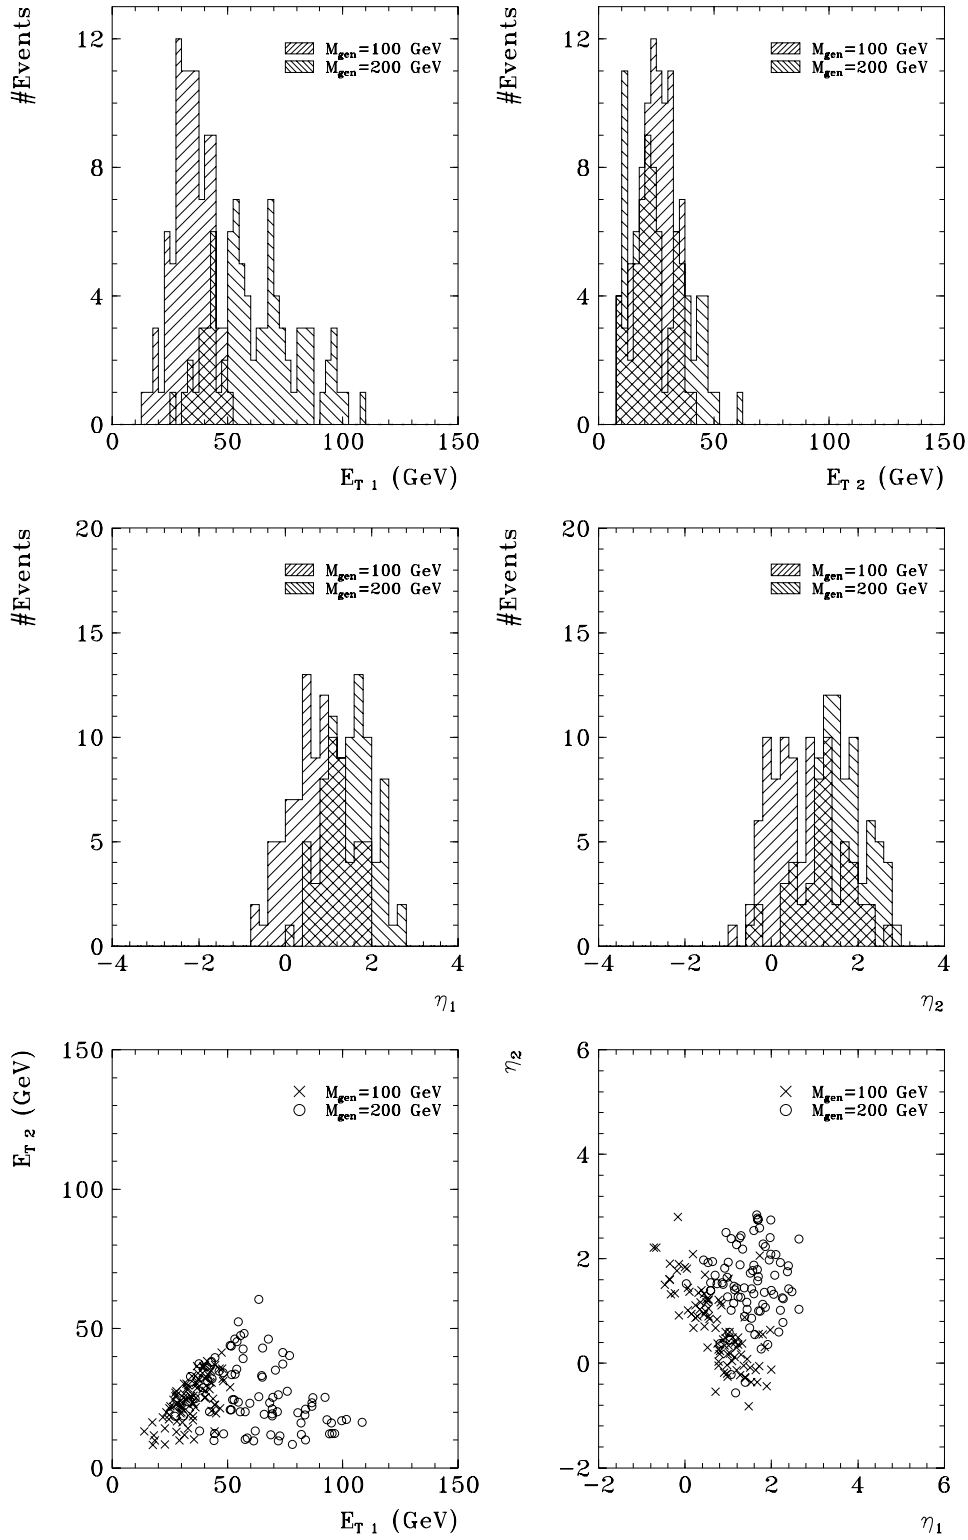 #Events
12
8
4
0
M_gen=100 GeV
M_gen=200 GeV
0 50 100 150
E_T 1 (GeV)
#Events
12
8
4
0
M_gen=100 GeV
M_gen=200 GeV
0 50 100 150
E_T 2 (GeV)
#Events
20
15
10
5
0
M_gen=100 GeV
M_gen=200 GeV
-4 -2 0 2 4
η_1
#Events
20
15
10
5
0
M_gen=100 GeV
M_gen=200 GeV
-4 -2 0 2 4
η_2
E_T 2 (GeV)
150
100
50
0
M_gen=100 GeV
M_gen=200 GeV
0 50 100 150
E_T 1 (GeV)
η_2
6
4
2
0
-2
M_gen=100 GeV
M_gen=200 GeV
-2 0 2 4 6
η_1